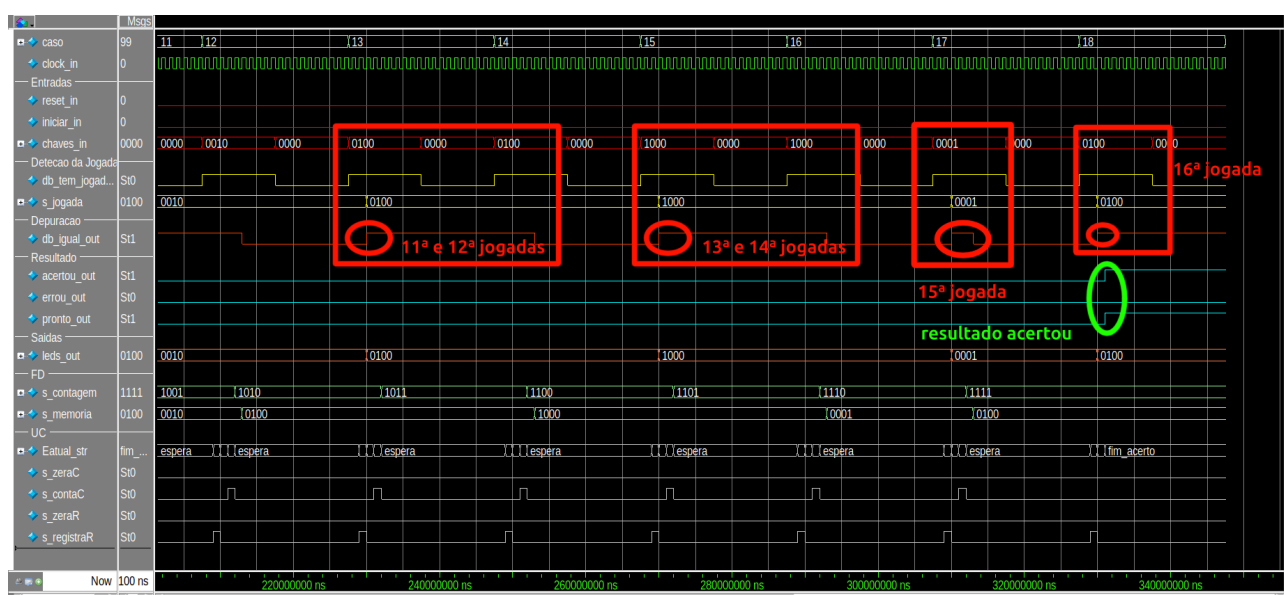 Msgs
caso 99 11 12 13 14 15 16 17 18
clock_in 0
Entradas
reset_in 0
iniciar_in 0
chaves_in 0000 0000 0010 0000 0100 0000 0100 0000 1000 0000 1000 0000 0001 0000 0100 0000
Detecao da Jogada
16ª jogada
db_tem_jogad... St0
s_jogada 0100 0010 0100 1000 0001 0100
Depuracao
db_igual_out St1
11ª e 12ª jogadas 13ª e 14ª jogadas
Resultado
acertou_out St1
15ª jogada
errou_out St0
pronto_out St1
resultado acertou
Saidas
leds_out 0100 0010 0100 1000 0001 0100
FD
s_contagem 1111 1001 1010 1011 1100 1101 1110 1111
s_memoria 0100 0010 0100 1000 0001 0100
UC
Eatual_str fim_... espera espera espera espera espera espera espera fim_acerto
s_zeraC St0
s_contaC St0
s_zeraR St0
s_registraR St0
Now 100 ns 220000000 ns 240000000 ns 260000000 ns 280000000 ns 300000000 ns 320000000 ns 340000000 ns